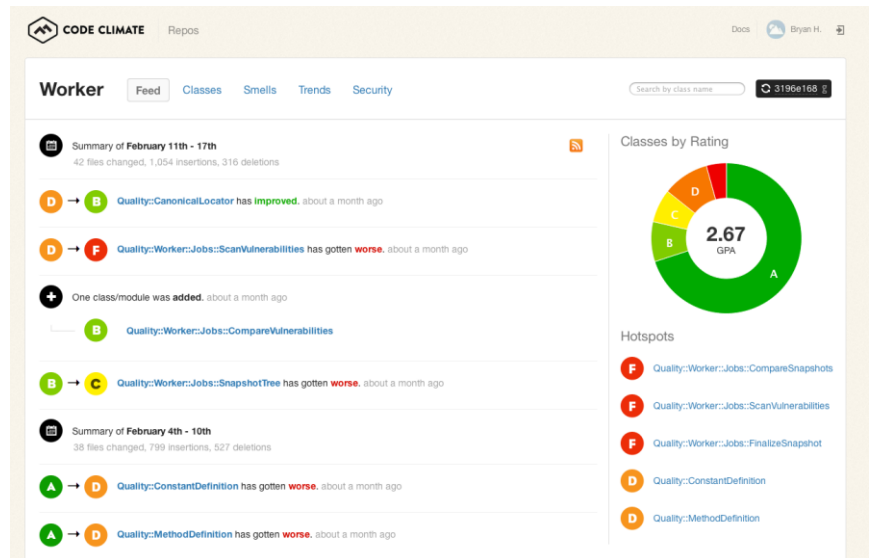 CODE CLIMATE
Repos
Docs
Bryan H.
Worker
Feed
Classes
Smells
Trends
Security
Search by class name
3196e168
Summary of February 11th - 17th
42 files changed, 1,054 insertions, 316 deletions
D → B Quality::CanonicalLocator has improved. about a month ago
D → F Quality::Worker::Jobs::ScanVulnerabilities has gotten worse. about a month ago
One class/module was added. about a month ago
B Quality::Worker::Jobs::CompareVulnerabilities
B → C Quality::Worker::Jobs::SnapshotTree has gotten worse. about a month ago
Summary of February 4th - 10th
38 files changed, 799 insertions, 527 deletions
A → D Quality::ConstantDefinition has gotten worse. about a month ago
A → D Quality::MethodDefinition has gotten worse. about a month ago
Classes by Rating
D
C
B
2.67
GPA
A
Hotspots
F Quality::Worker::Jobs::CompareSnapshots
F Quality::Worker::Jobs::ScanVulnerabilities
F Quality::Worker::Jobs::FinalizeSnapshot
D Quality::ConstantDefinition
D Quality::MethodDefinition